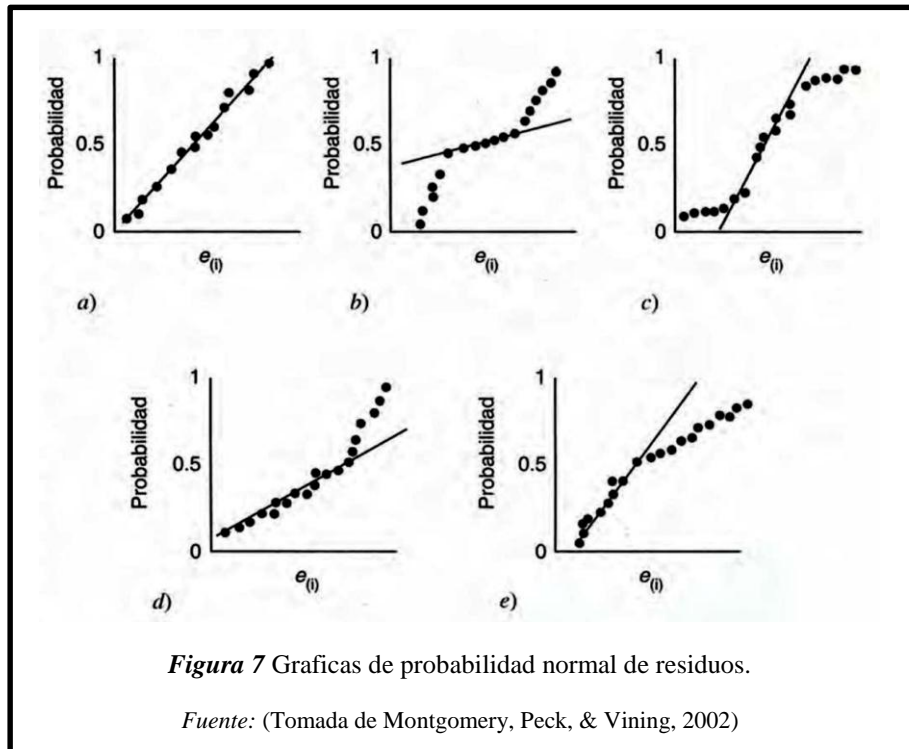 1
Probabilidad
0.5
0
e(i)
a)
1
Probabilidad
0.5
0
e(i)
b)
1
Probabilidad
0.5
0
e(i)
c)
1
Probabilidad
0.5
0
e(i)
d)
1
Probabilidad
0.5
0
e(i)
e)
Figura 7 Graficas de probabilidad normal de residuos.
Fuente: (Tomada de Montgomery, Peck, & Vining, 2002)